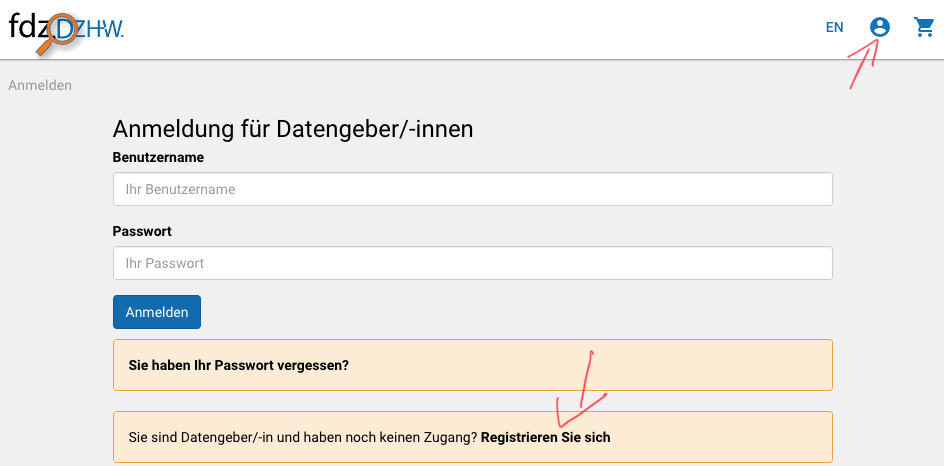 fdz.DZHW.
EN
Anmelden
Anmeldung für Datengeber/-innen
Benutzername
Ihr Benutzername
Passwort
Ihr Passwort
Anmelden
Sie haben Ihr Passwort vergessen?
Sie sind Datengeber/-in und haben noch keinen Zugang? Registrieren Sie sich